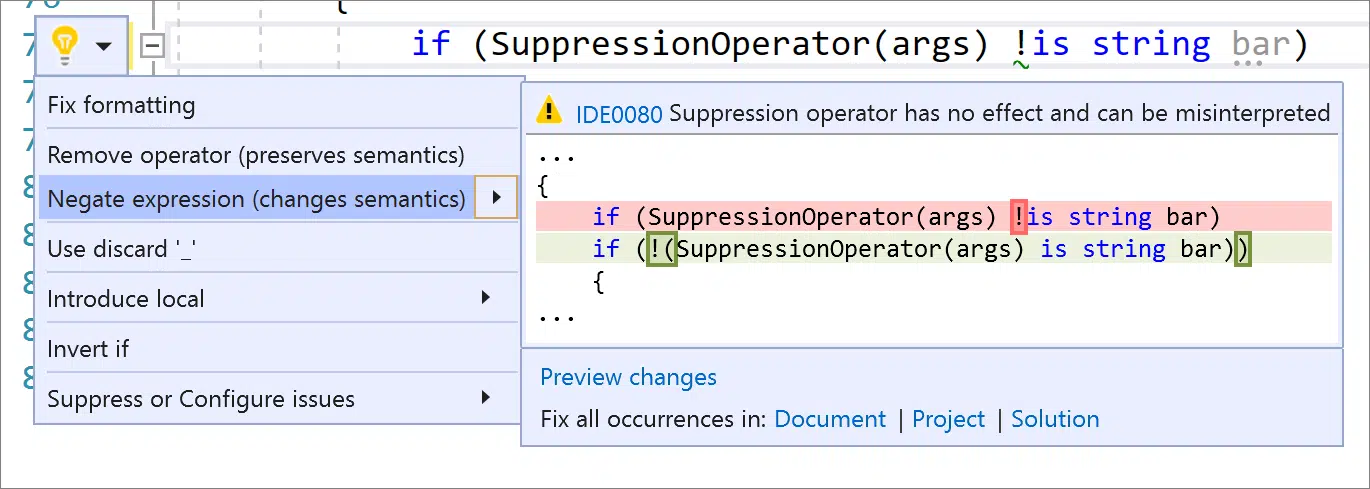 if (SuppressionOperator(args) !is string bar)
Fix formatting
Remove operator (preserves semantics)
Negate expression (changes semantics)
Use discard '_'
Introduce local
Invert if
Suppress or Configure issues
IDE0080 Suppression operator has no effect and can be misinterpreted
...
{
if (SuppressionOperator(args) !is string bar)
if (!(SuppressionOperator(args) is string bar))
{
...
Preview changes
Fix all occurrences in: Document | Project | Solution